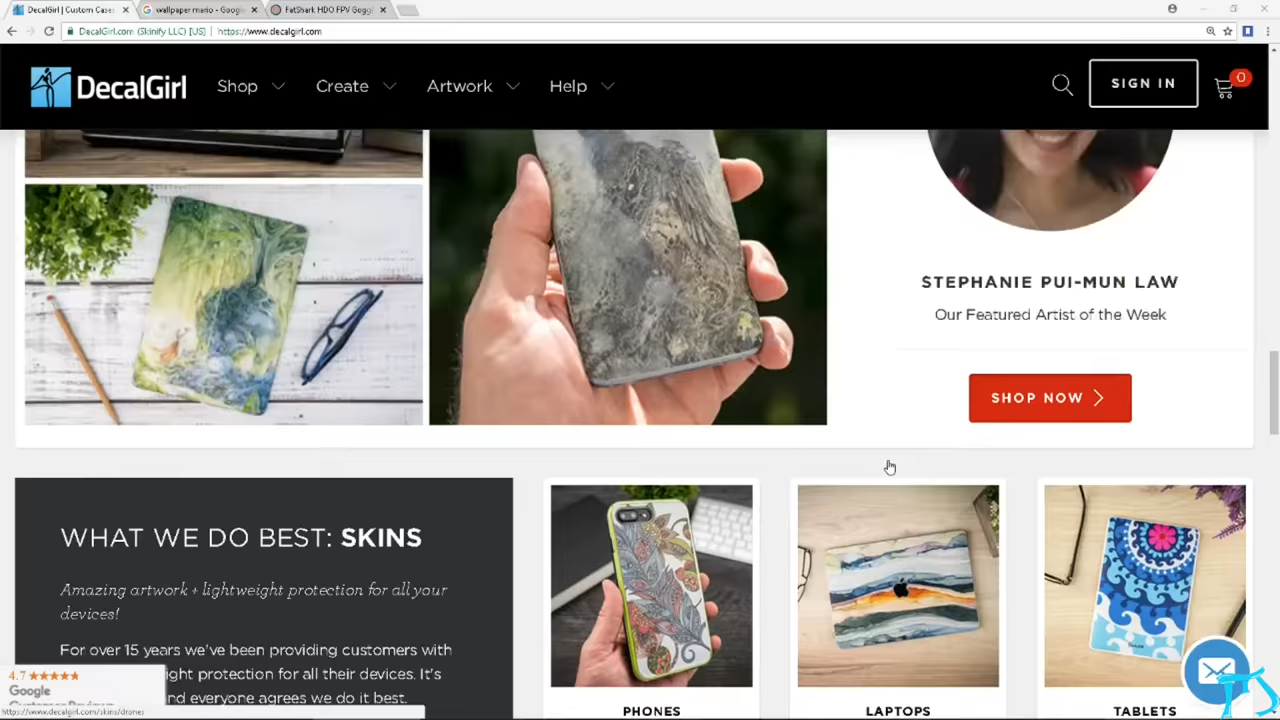 DecalGirl | Custom Case
wallpaper mario - Googl
FatShark HDO FPV Goggl
DecalGirl.com (Skinify LLC) [US] | https://www.decalgirl.com
DecalGirl
Shop
Create
Artwork
Help
SIGN IN
0
STEPHANIE PUI-MUN LAW
Our Featured Artist of the Week
SHOP NOW
WHAT WE DO BEST: SKINS
Amazing artwork + lightweight protection for all your
devices!
For over 15 years we've been providing customers with
ght protection for all their devices. It's
nd everyone agrees we do it best.
4.7
Google
Customer Reviews
https://www.decalgirl.com/skins/drones
PHONES
LAPTOPS
TABLETS